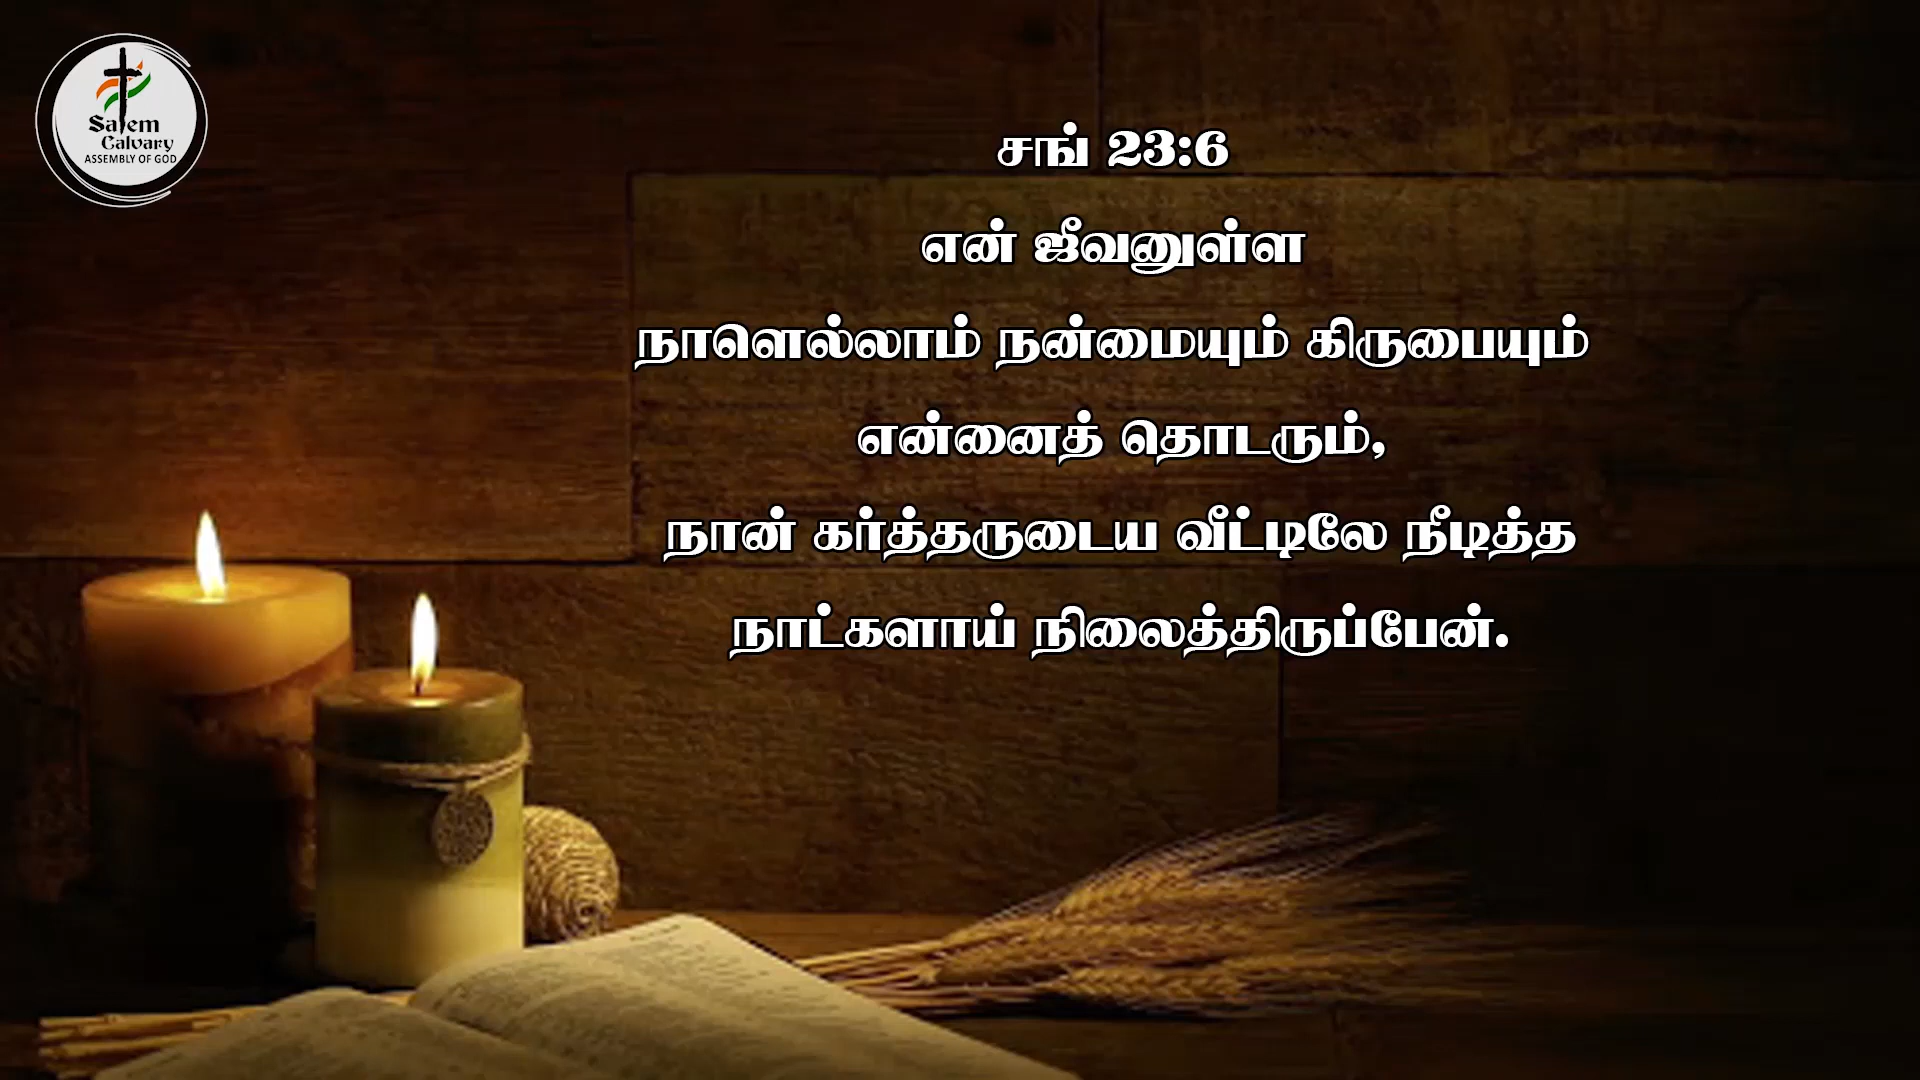 Salem
Calvary
ASSEMBLY OF GOD
சங் 23:6
என் ஜீவனுள்ள
நாளெல்லாம் நன்மையும் கிருபையும்
என்னைத் தொடரும்,
நான் கர்த்தருடைய வீட்டிலே நீடித்த
நாட்களாய் நிலைத்திருப்பேன்.